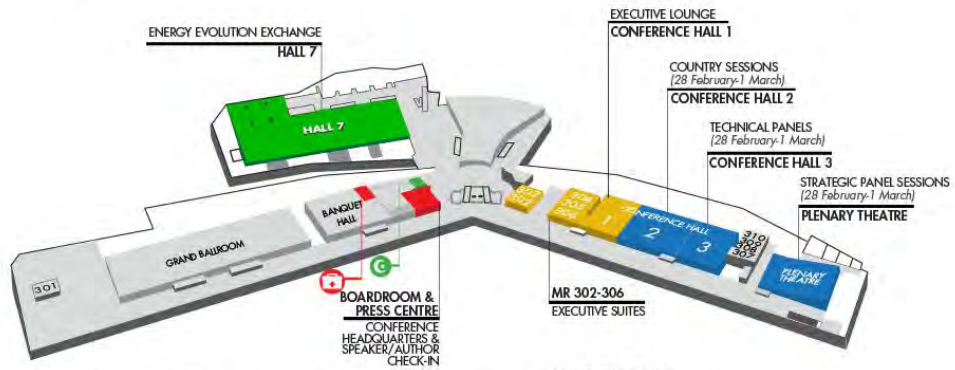 EXECUTIVE LOUNGE
CONFERENCE HALL 1
ENERGY EVOLUTION EXCHANGE
HALL 7
COUNTRY SESSIONS
(28 February-1 March)
CONFERENCE HALL 2
TECHNICAL PANELS
(28 February-1 March)
CONFERENCE HALL 3
STRATEGIC PANEL SESSIONS
(28 February-1 March)
PLENARY THEATRE
HALL 7
BANQUET
HALL
GRAND BALLROOM
301
305
306
CONFERENCE HALL
1
2
3
310
PLENARY
THEATRE
C
BOARDROOM &
PRESS CENTRE
CONFERENCE
HEADQUARTERS &
SPEAKER/AUTHOR
CHECK-IN
MR 302-306
EXECUTIVE SUITES